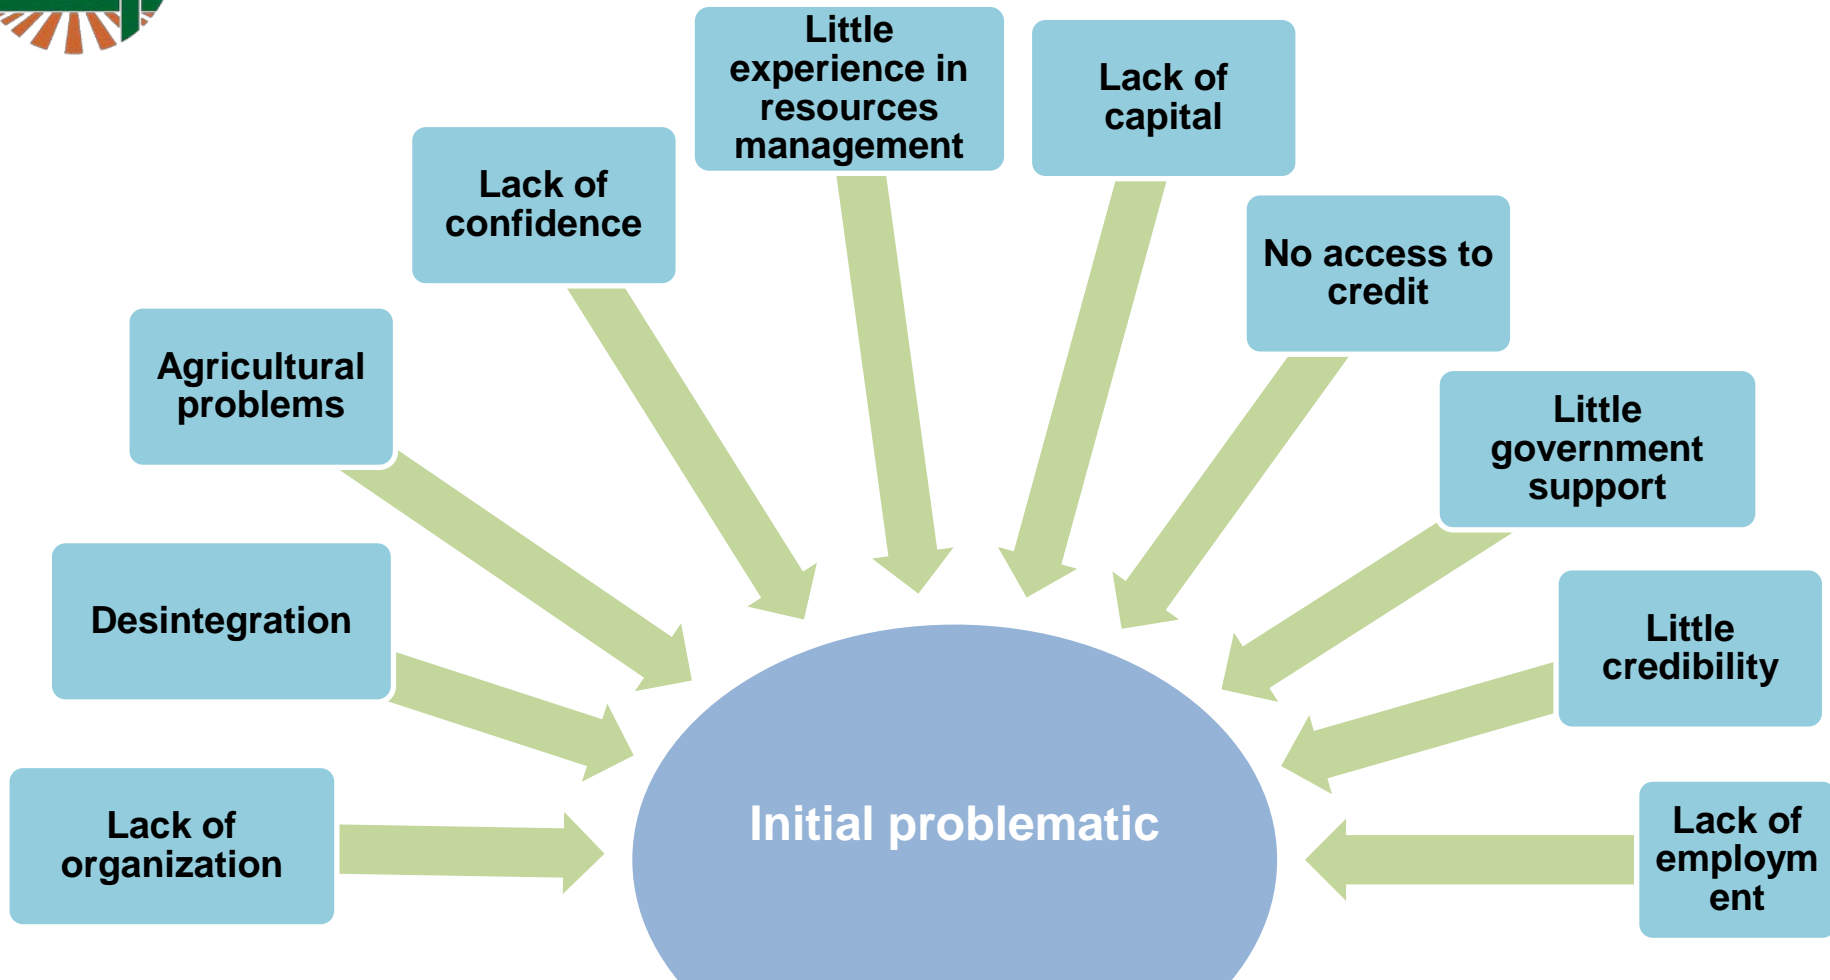 Little
experience in
resources
management
Lack of
capital
Lack of
confidence
No access to
credit
Agricultural
problems
Little
government
support
Desintegration
Little
credibility
Lack of
organization
Initial problematic
Lack of
employm
ent